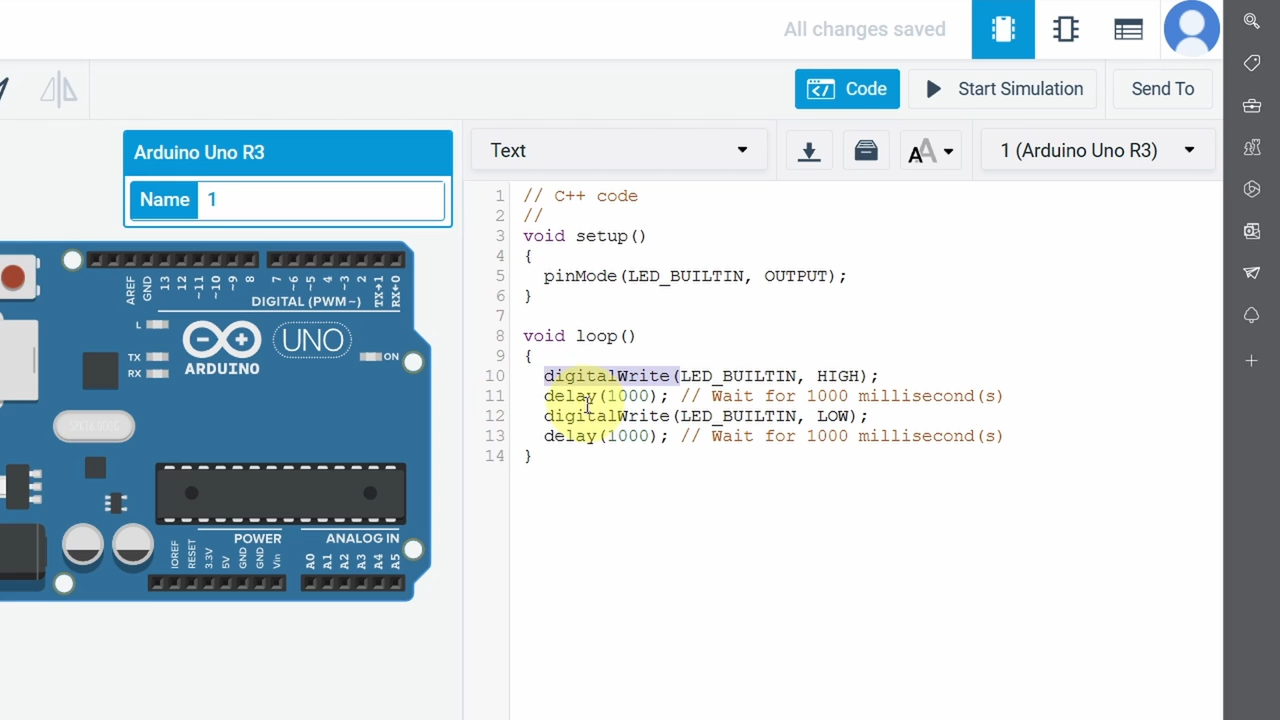 All changes saved
Code
Start Simulation
Send To
Arduino Uno R3
Name 1
Text
1 (Arduino Uno R3)
1 // C++ code
2 //
3 void setup()
4 {
5 pinMode(LED_BUILTIN, OUTPUT);
6 }
7
8 void loop()
9 {
10 digitalWrite(LED_BUILTIN, HIGH);
11 delay(1000); // Wait for 1000 millisecond(s)
12 digitalWrite(LED_BUILTIN, LOW);
13 delay(1000); // Wait for 1000 millisecond(s)
14 }
AREF GND 13 12 ~11 ~10 ~9 8 7 ~6 ~5 4 ~3 2 TX→1 RX←0
DIGITAL (PWM~)
L
TX
RX
ARDUINO
UNO
ON
POWER
ANALOG IN
IOREF RESET 3.3V 5V GND GND Vin A0 A1 A2 A3 A4 A5